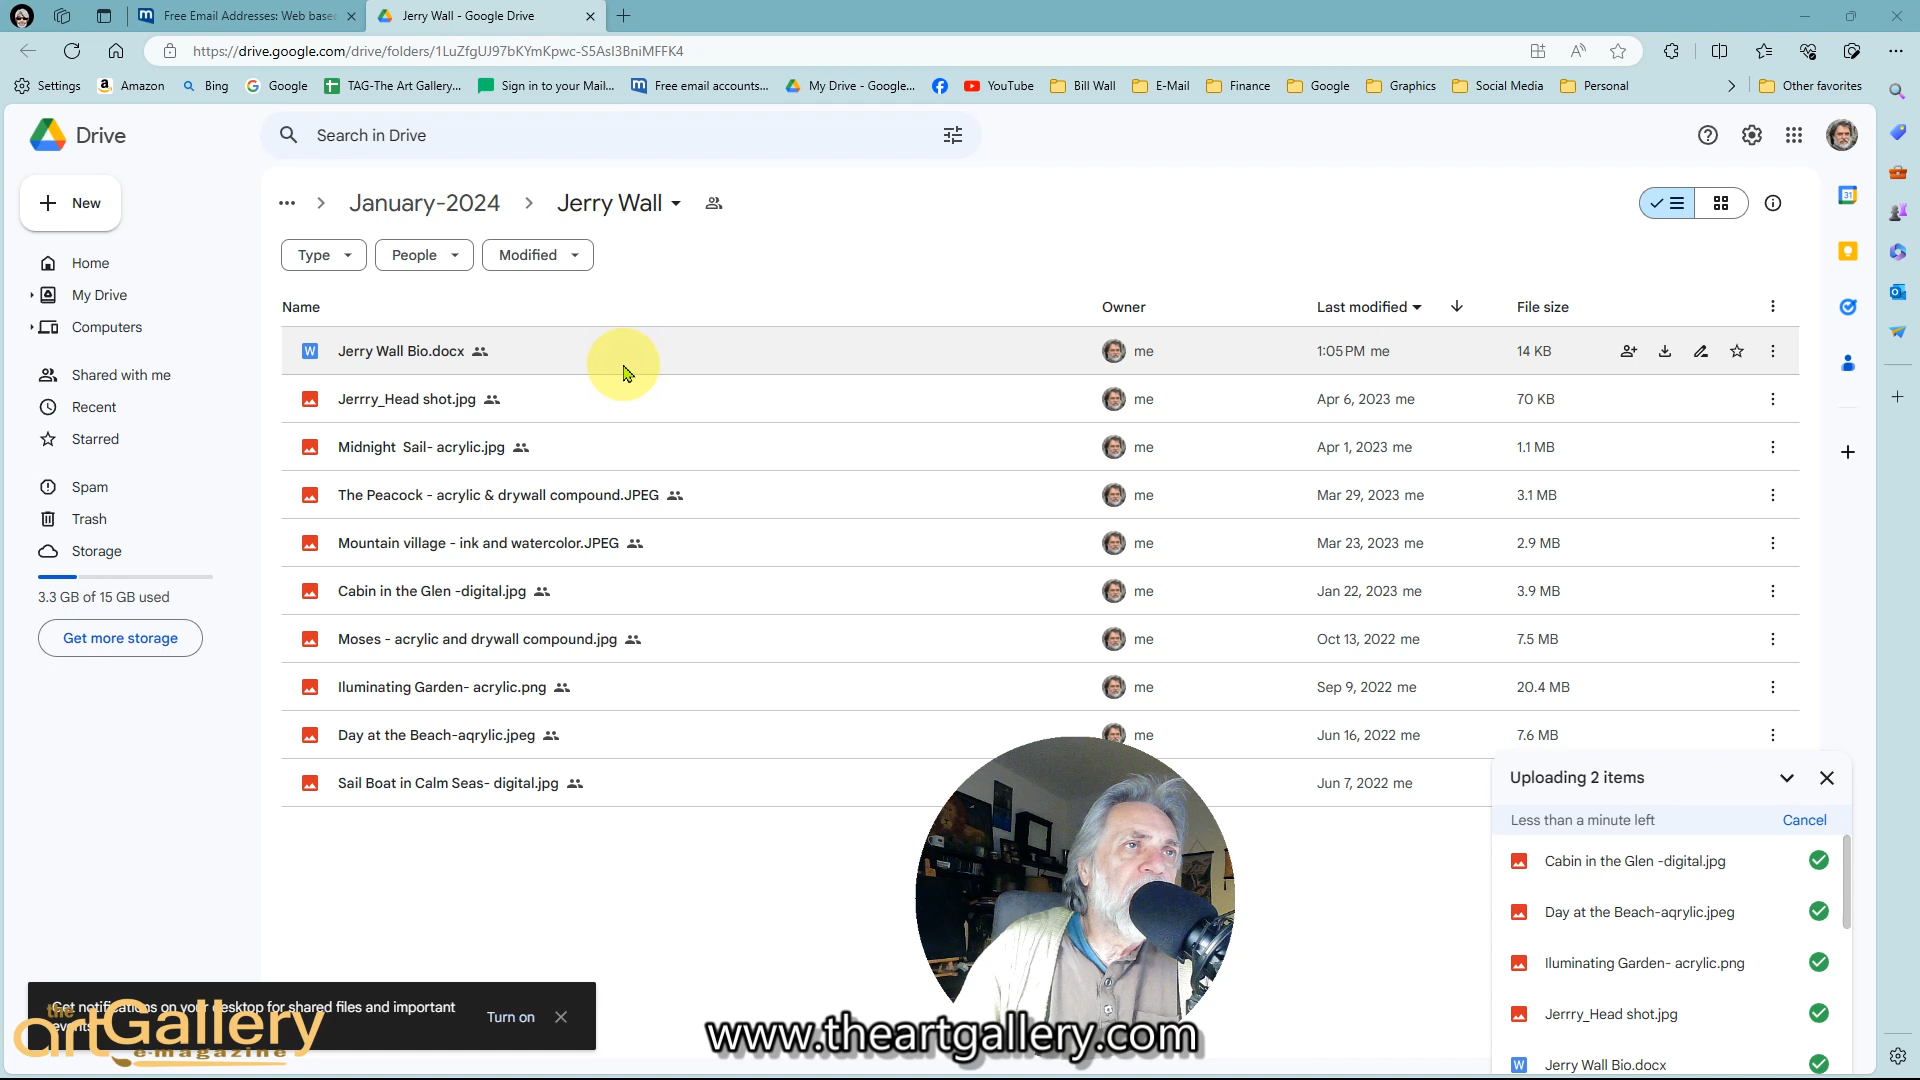 Free Email Addresses: Web base
Jerry Wall - Google Drive
https://drive.google.com/drive/folders/1LuZfgUJ97bKYmKpwc-S5AsI3BniMFFK4
Settings
Amazon
Bing
Google
TAG-The Art Gallery...
Sign in to your Mail...
Free email accounts...
My Drive - Google...
YouTube
Bill Wall
E-Mail
Finance
Google
Graphics
Social Media
Personal
Other favorites
Drive
Search in Drive
New
January-2024
Jerry Wall
Type
People
Modified
Home
My Drive
Computers
Shared with me
Recent
Starred
Spam
Trash
Storage
3.3 GB of 15 GB used
Get more storage
Name Owner Last modified File size
Jerry Wall Bio.docx me 1:05 PM me 14 KB
Jerrry_Head shot.jpg me Apr 6, 2023 me 70 KB
Midnight Sail- acrylic.jpg me Apr 1, 2023 me 1.1 MB
The Peacock - acrylic & drywall compound.JPEG me Mar 29, 2023 me 3.1 MB
Mountain village - ink and watercolor.JPEG me Mar 23, 2023 me 2.9 MB
Cabin in the Glen -digital.jpg me Jan 22, 2023 me 3.9 MB
Moses - acrylic and drywall compound.jpg me Oct 13, 2022 me 7.5 MB
Iluminating Garden- acrylic.png me Sep 9, 2022 me 20.4 MB
Day at the Beach-aqrylic.jpeg me Jun 16, 2022 me 7.6 MB
Sail Boat in Calm Seas- digital.jpg Jun 7, 2022 me
Uploading 2 items
Less than a minute left Cancel
Cabin in the Glen -digital.jpg
Day at the Beach-aqrylic.jpeg
Iluminating Garden- acrylic.png
Jerrry_Head shot.jpg
Jerry Wall Bio.docx
Get notifications on your desktop for shared files and important
events
Turn on
the
artGallery
e-magazine
www.theartgallery.com